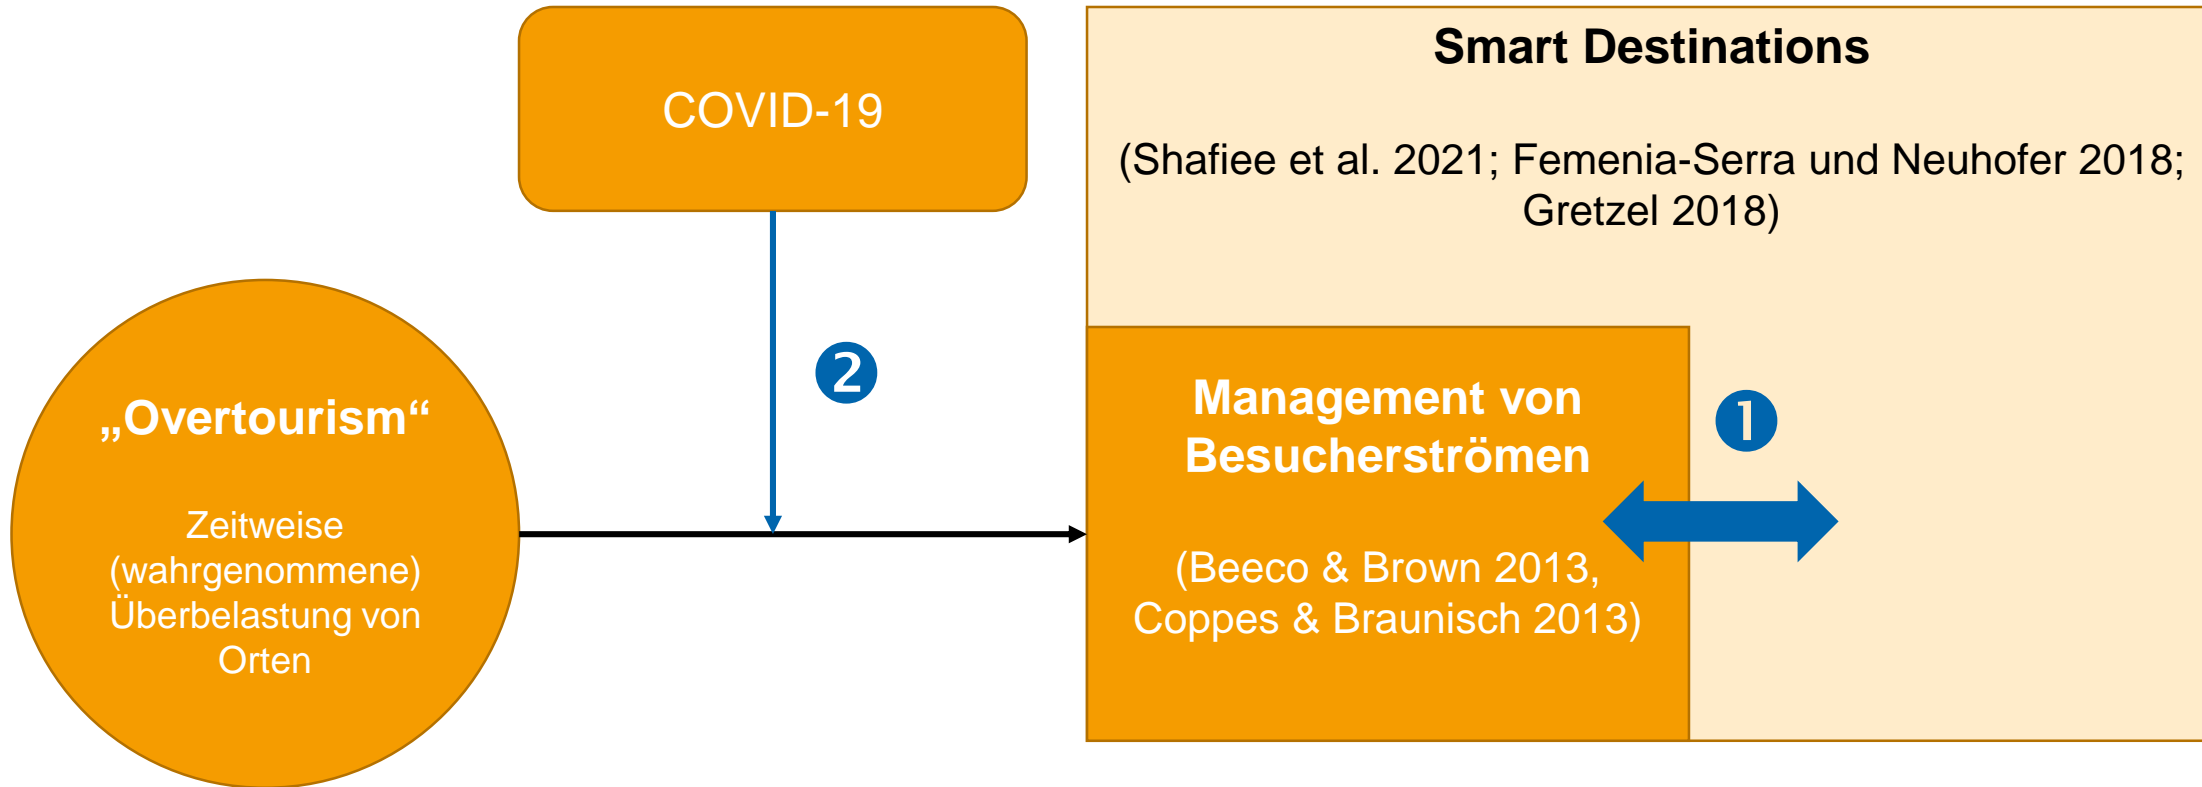 COVID-19
Smart Destinations
(Shafiee et al. 2021; Femenia-Serra und Neuhofer 2018;
Gretzel 2018)
„Overtourism“
Zeitweise
(wahrgenommene)
Überbelastung von
Orten
2
Management von
Besucherströmen
(Beeco & Brown 2013,
Coppes & Braunisch 2013)
1